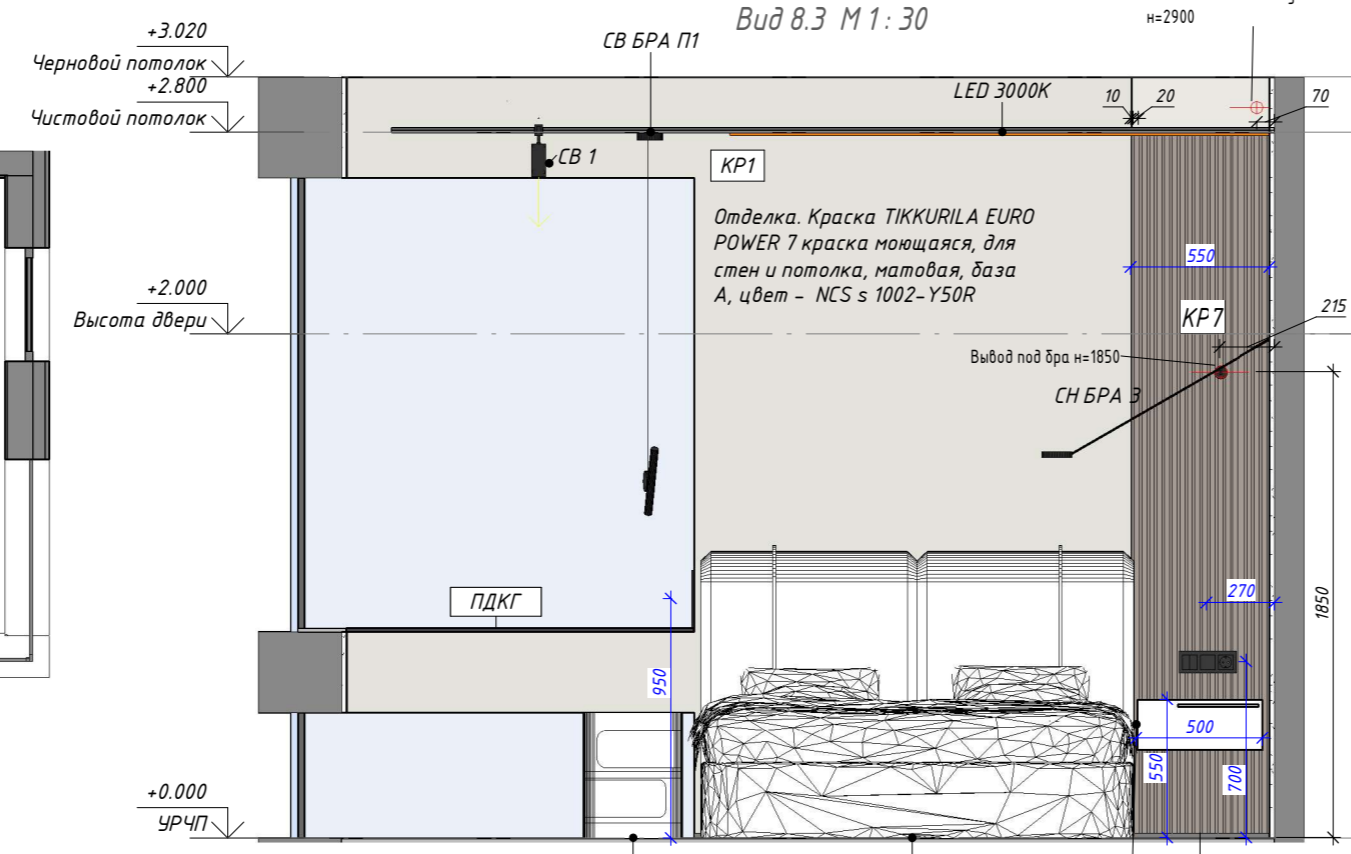 Вид 8.3 М 1 : 30
н=2900
+3.020
Черновой потолок
+2.800
Чистовой потолок
СВ БРА П1
LED 3000К
10
20
70
СВ 1
КР1
Отделка. Краска TIKKURILA EURO
POWER 7 краска моющаяся, для
стен и потолка, матовая, база
А, цвет - NCS s 1002-Y50R
550
+2.000
Высота двери
КР7
215
Вывод под бра н=1850
СН БРА 3
ПДКГ
270
1850
950
500
550
700
+0.000
УРЧП